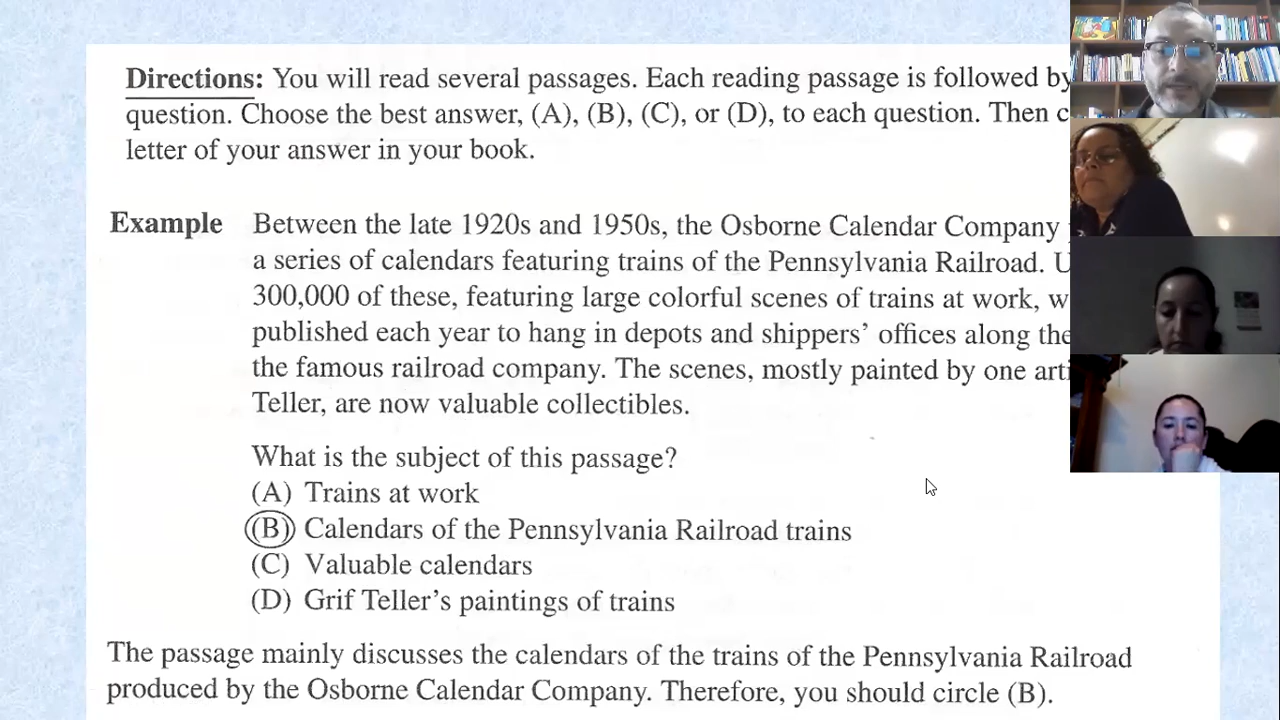 Directions: You will read several passages. Each reading passage is followed by
question. Choose the best answer, (A), (B), (C), or (D), to each question. Then c
letter of your answer in your book.
Example Between the late 1920s and 1950s, the Osborne Calendar Company
a series of calendars featuring trains of the Pennsylvania Railroad. U
300,000 of these, featuring large colorful scenes of trains at work, w
published each year to hang in depots and shippers' offices along the
the famous railroad company. The scenes, mostly painted by one arti
Teller, are now valuable collectibles.
What is the subject of this passage?
(A) Trains at work
(B) Calendars of the Pennsylvania Railroad trains
(C) Valuable calendars
(D) Grif Teller's paintings of trains
The passage mainly discusses the calendars of the trains of the Pennsylvania Railroad
produced by the Osborne Calendar Company. Therefore, you should circle (B).